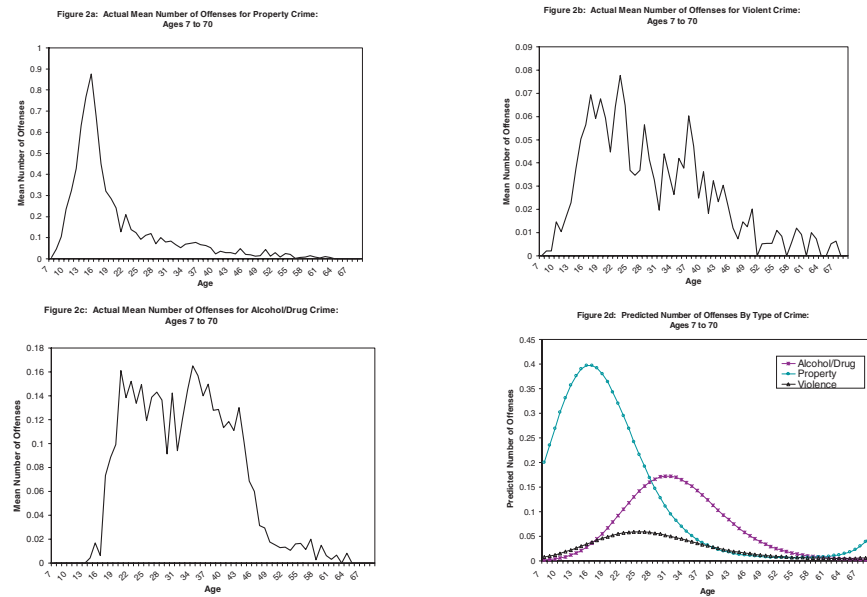 Figure 2a: Actual Mean Number of Offenses for Property Crime:
Ages 7 to 70
1
0.9
0.8
0.7
0.6
0.5
0.4
0.3
0.2
0.1
0
Mean Number of Offenses
7 10 13 16 19 22 25 28 31 34 37 40 43 46 49 52 55 58 61 64 67
Age
Figure 2b: Actual Mean Number of Offenses for Violent Crime:
Ages 7 to 70
0.09
0.08
0.07
0.06
0.05
0.04
0.03
0.02
0.01
0
Mean Number of Offenses
7 10 13 16 19 22 25 28 31 34 37 40 43 46 49 52 55 58 61 64 67
Age
Figure 2c: Actual Mean Number of Offenses for Alcohol/Drug Crime:
Ages 7 to 70
0.18
0.16
0.14
0.12
0.1
0.08
0.06
0.04
0.02
0
Mean Number of Offenses
7 10 13 16 19 22 25 28 31 34 37 40 43 46 49 52 55 58 61 64 67
Age
Figure 2d: Predicted Number of Offenses By Type of Crime:
Ages 7 to 70
0.45
0.4
0.35
0.3
0.25
0.2
0.15
0.1
0.05
0
Predicted Number of Offenses
Alcohol/Drug
Property
Violence
7 10 13 16 19 22 25 28 31 34 37 40 43 46 49 52 55 58 61 64 67
Age